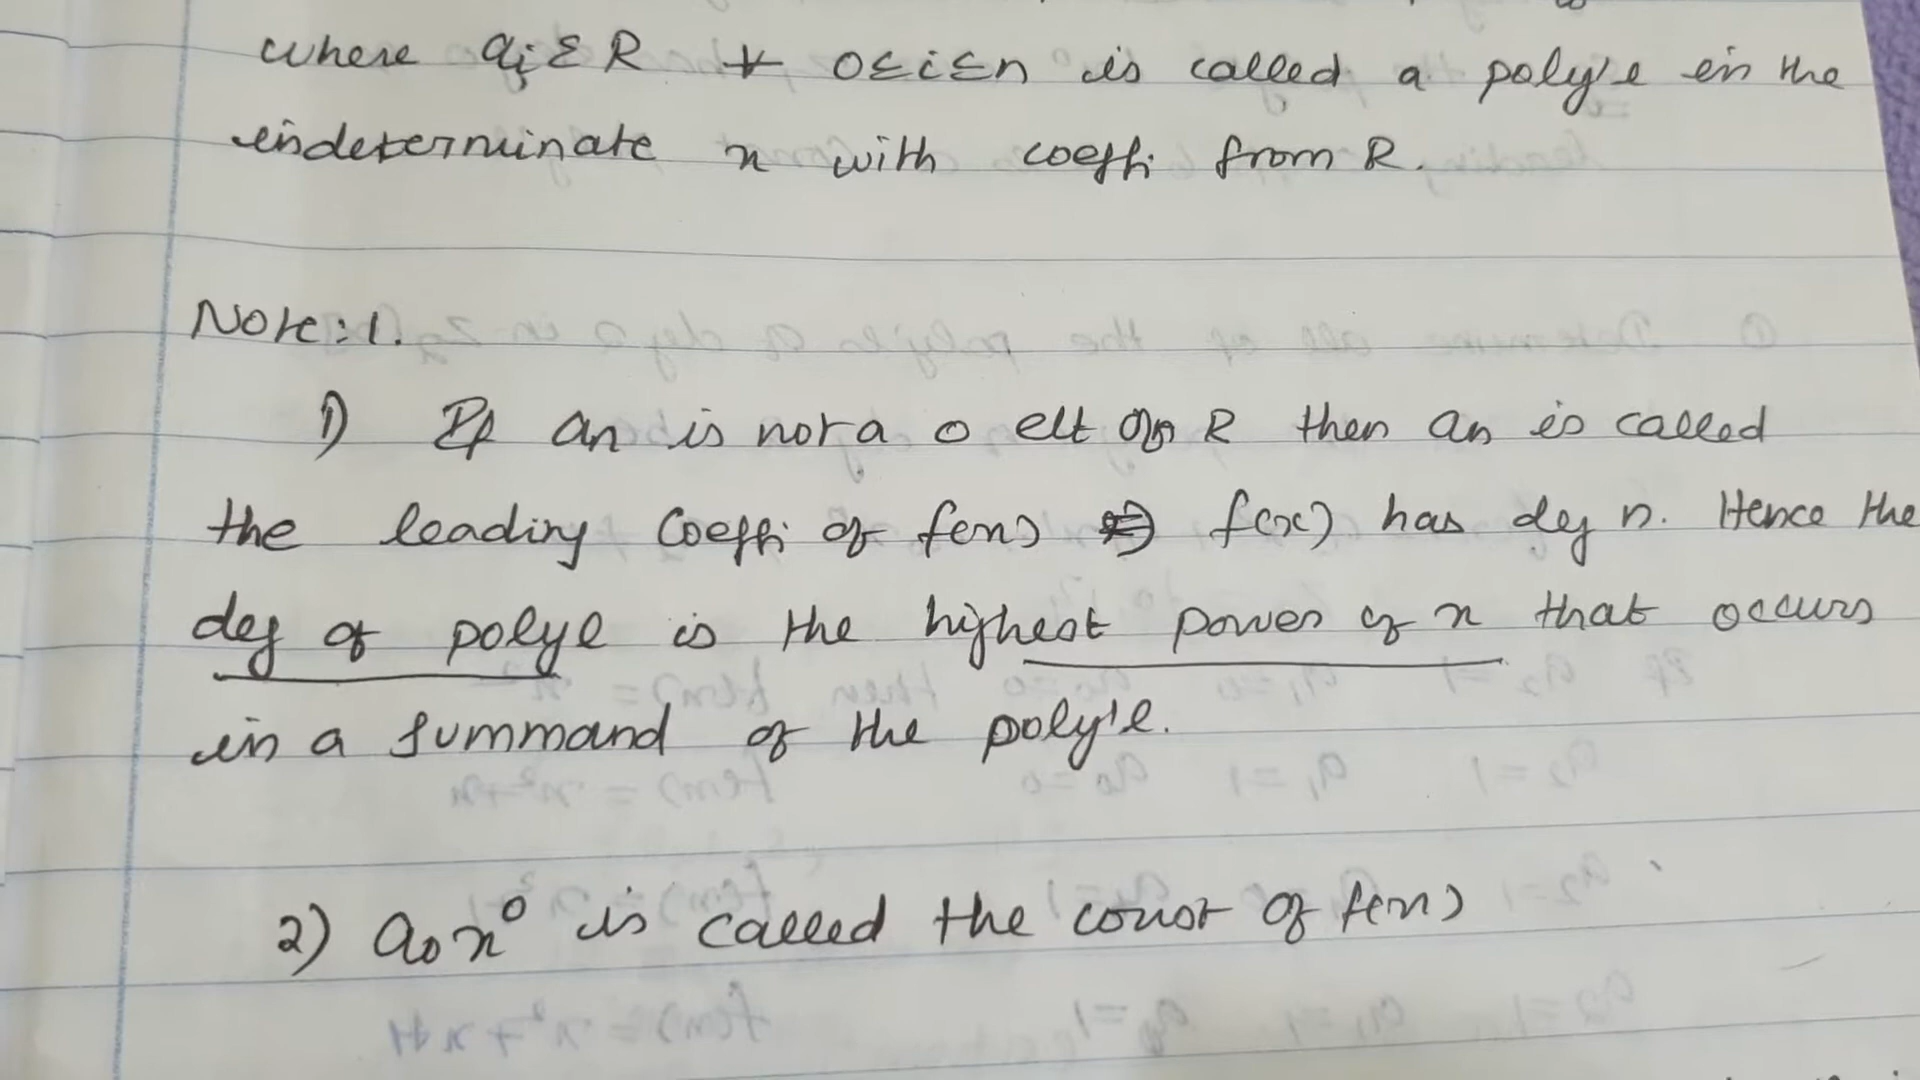 where aᵢ ε R ∀ 0≤i≤n is called a poly'l in the
indeterminate x with coeffi from R.
Note: 1.
1) If an is not a 0 elt of R then an is called
the leading Coeffi of f(x) f(x) has deg n. Hence the
deg of polyl is the highest power of x that occurs
in a summand of the poly'l.
2) a₀x⁰ is called the const of f(x)